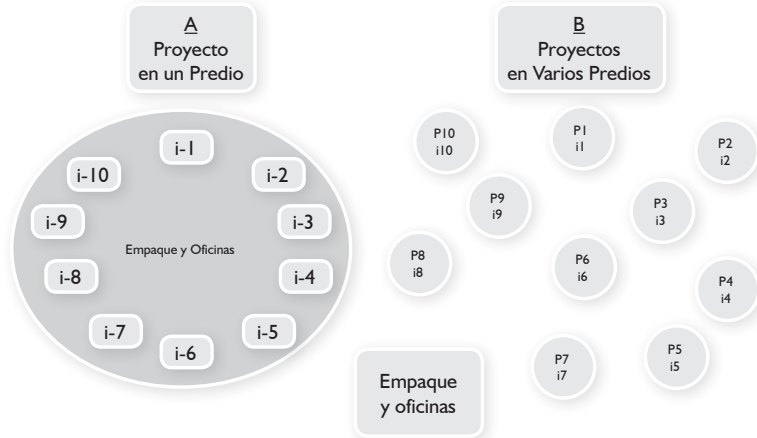 A
Proyecto
en un Predio
i-1
i-2
i-3
i-4
i-5
i-6
i-7
i-8
i-9
i-10
Empaque y Oficinas
B
Proyectos
en Varios Predios
P1
i1
P2
i2
P3
i3
P4
i4
P5
i5
P6
i6
P7
i7
P8
i8
P9
i9
P10
i10
Empaque
y oficinas